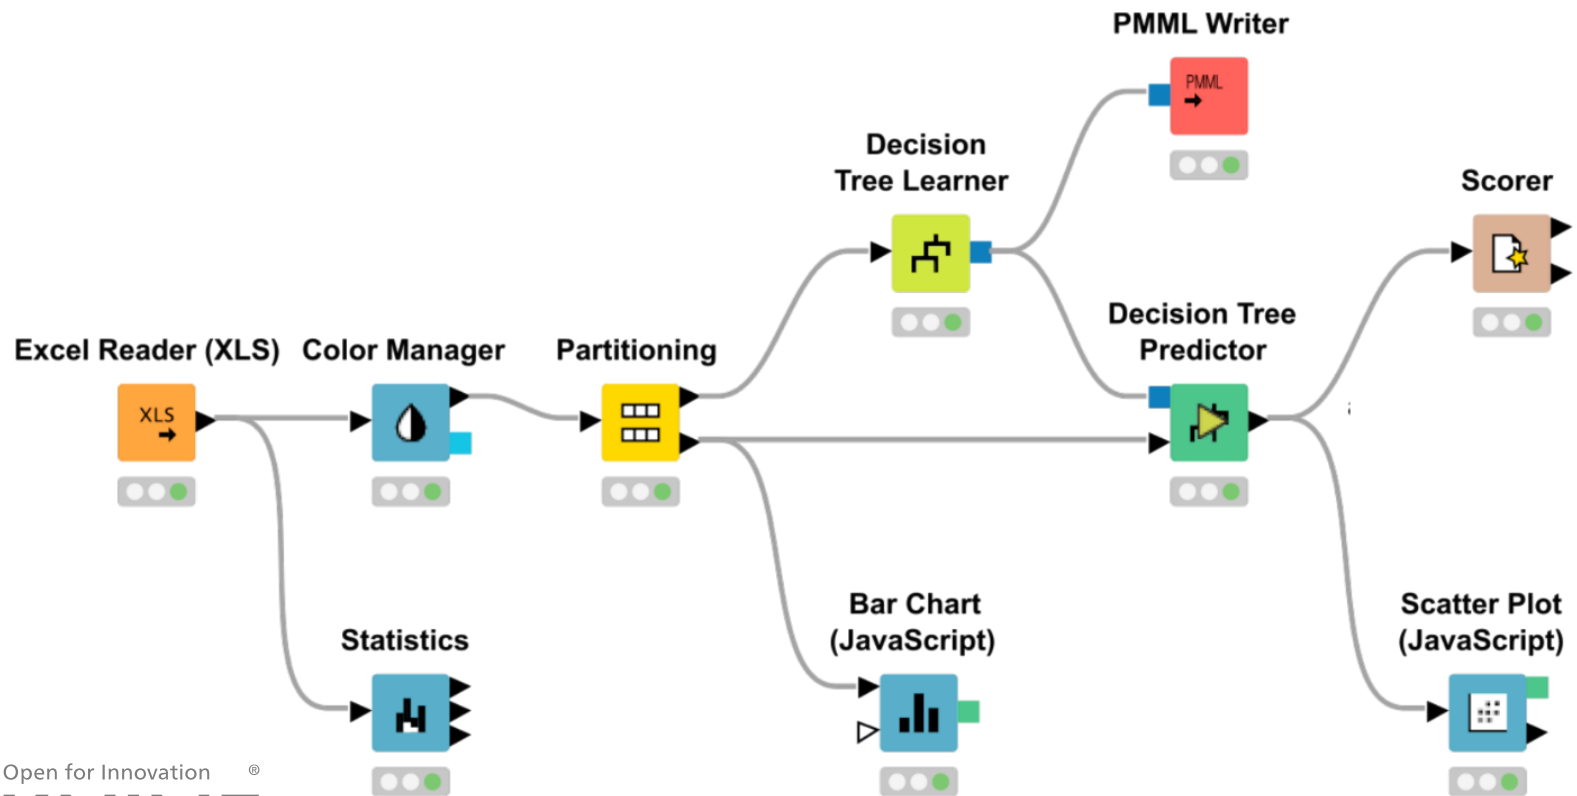 PMML Writer
PMML
Decision
Tree Learner
Scorer
Decision Tree
Predictor
Excel Reader (XLS)
Color Manager
Partitioning
XLS
Bar Chart
(JavaScript)
Scatter Plot
(JavaScript)
Statistics
Open for Innovation ®